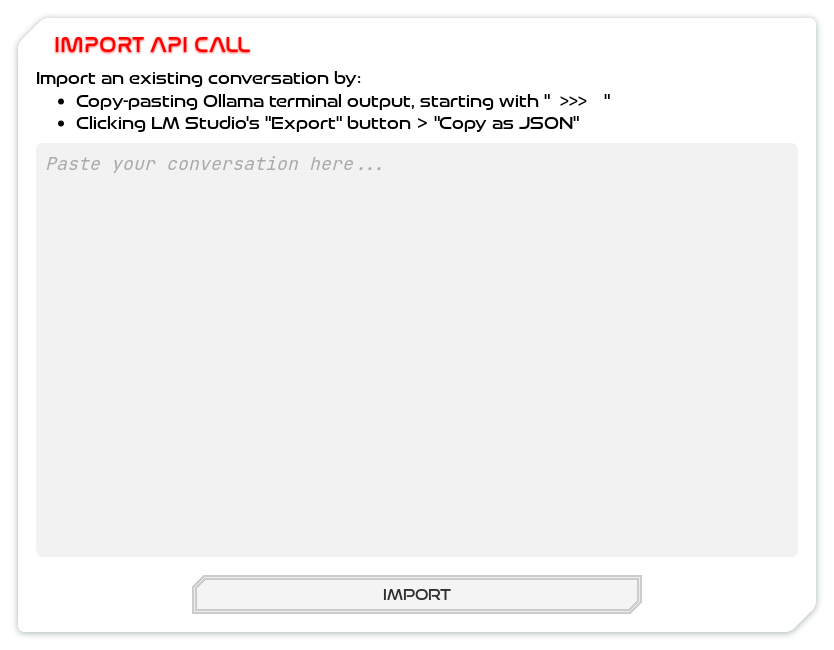 IMPORT API CALL
Import an existing conversation by:
• Copy-pasting Ollama terminal output, starting with " >>> "
• Clicking LM Studio's "Export" button > "Copy as JSON"
Paste your conversation here...
IMPORT